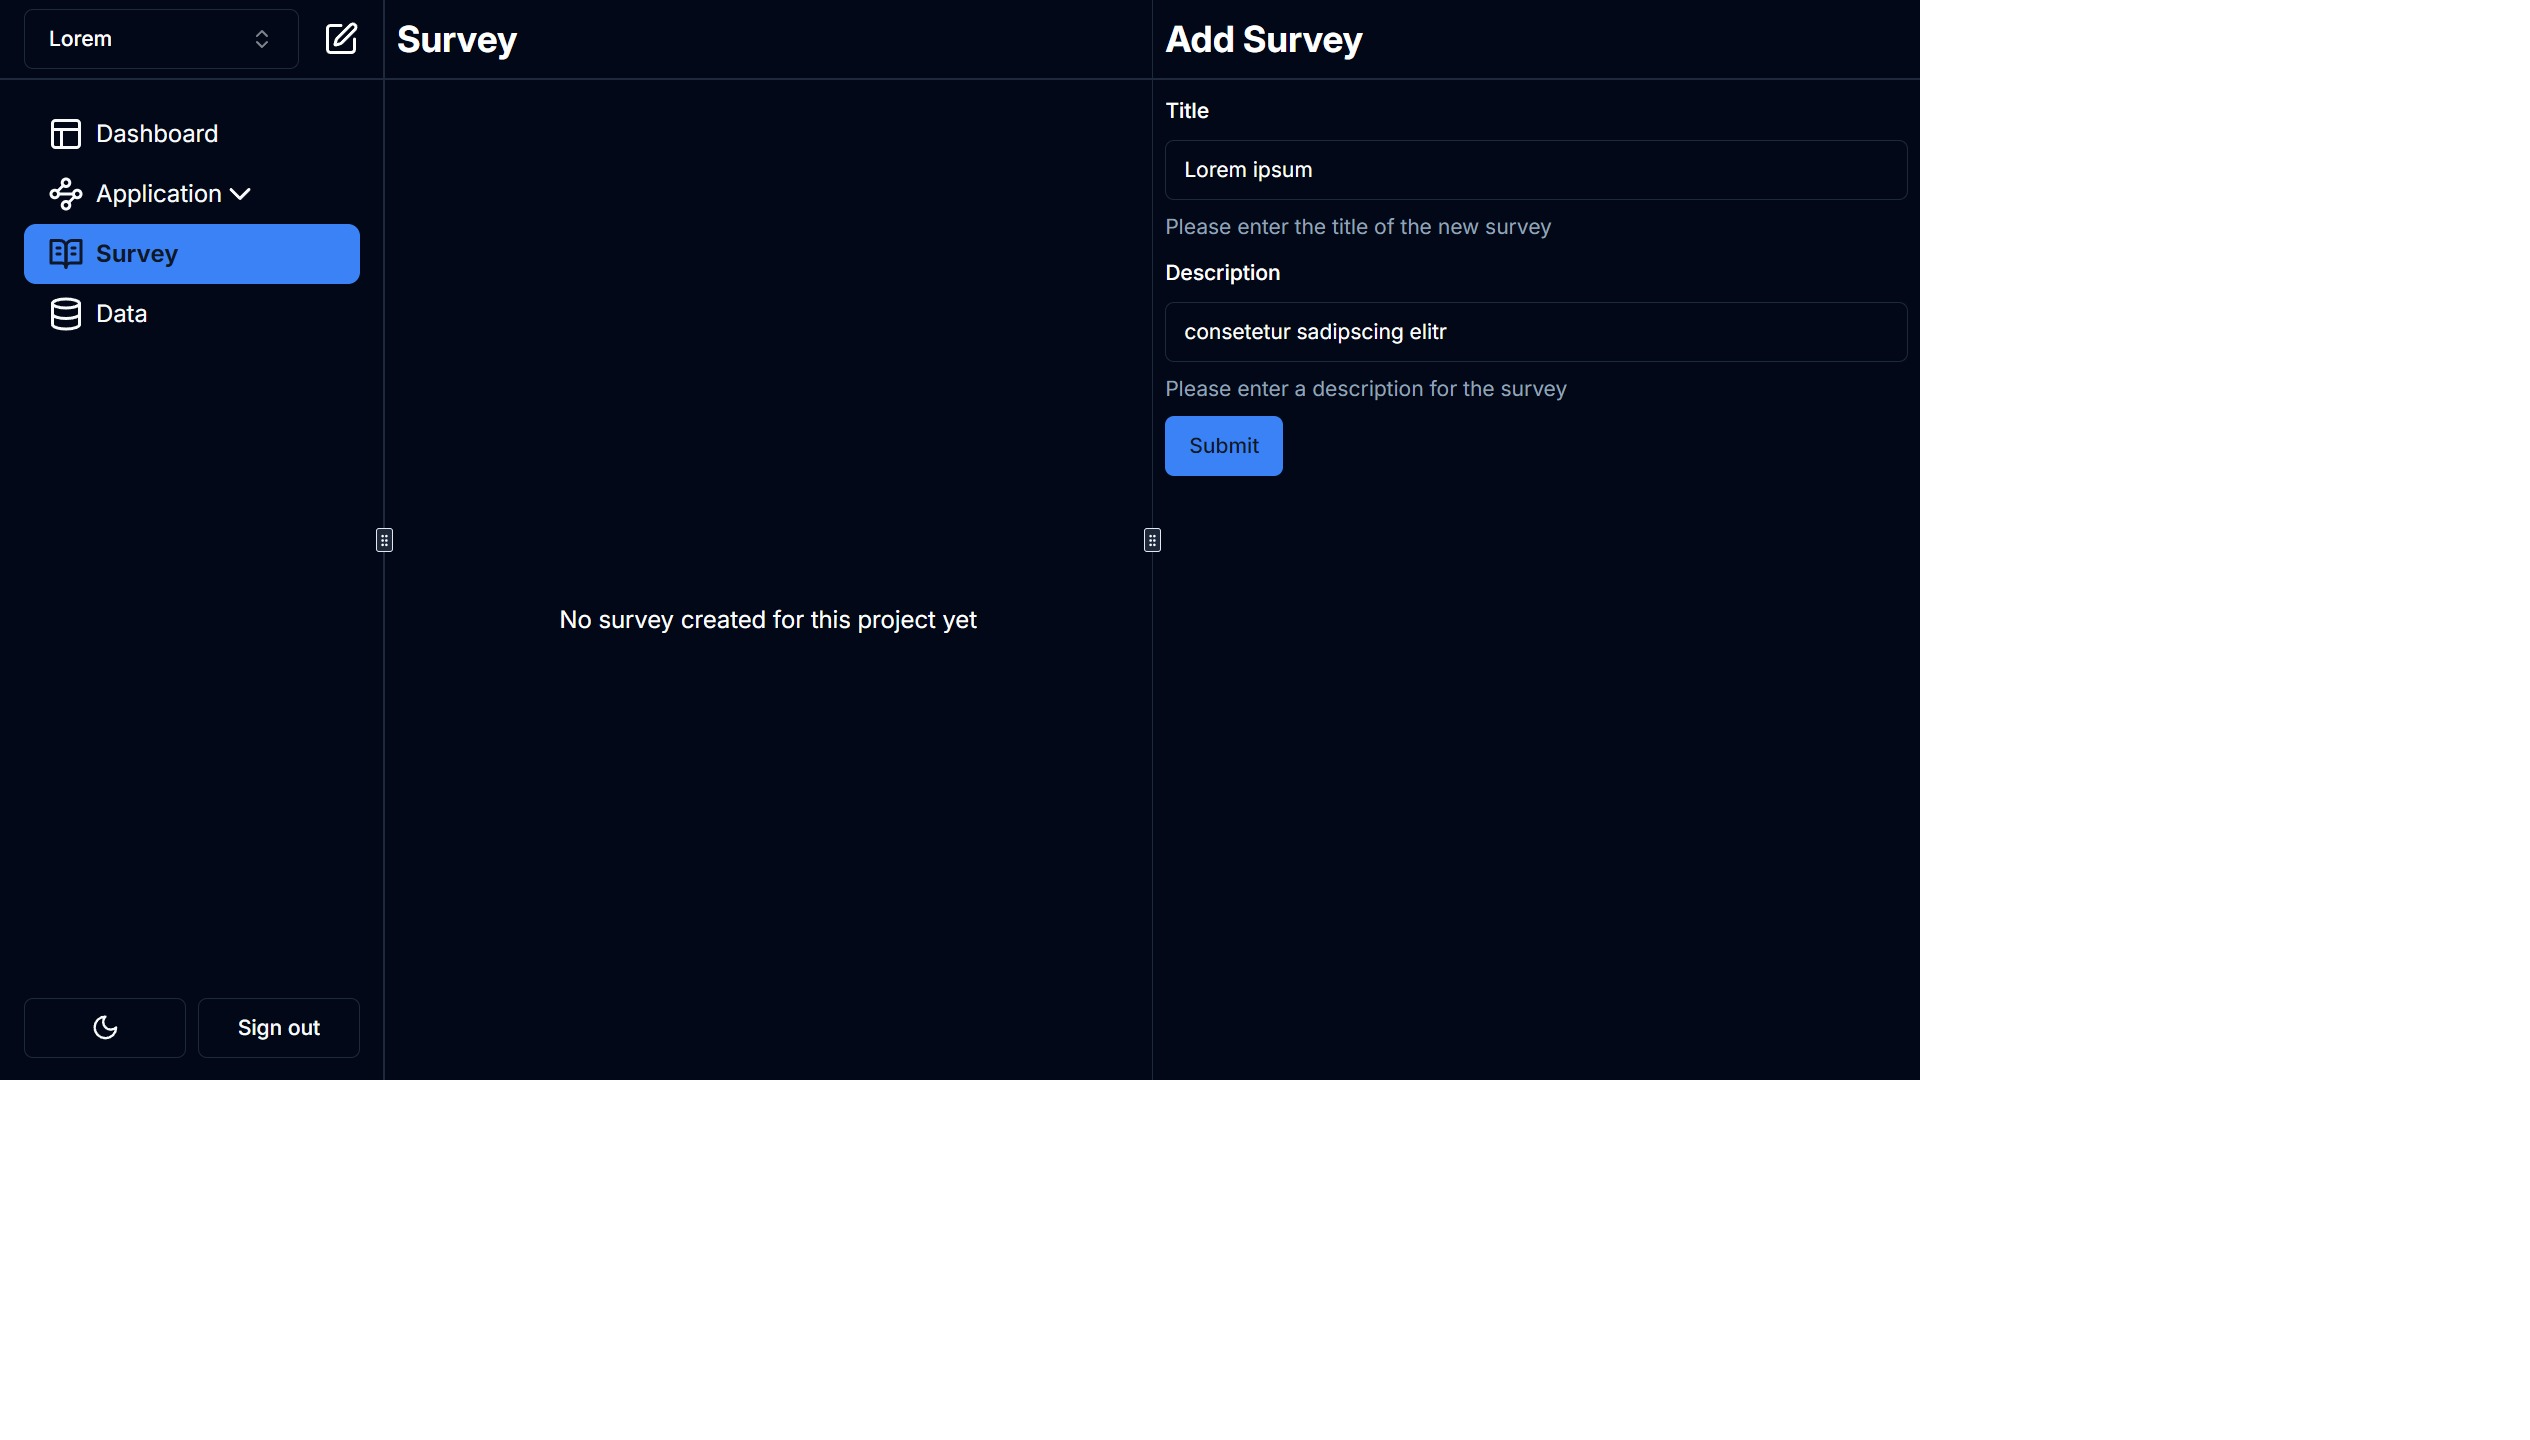 Lorem
Survey
Add Survey
Dashboard
Application
Survey
Data
Title
Lorem ipsum
Please enter the title of the new survey
Description
consetetur sadipscing elitr
Please enter a description for the survey
Submit
No survey created for this project yet
Sign out